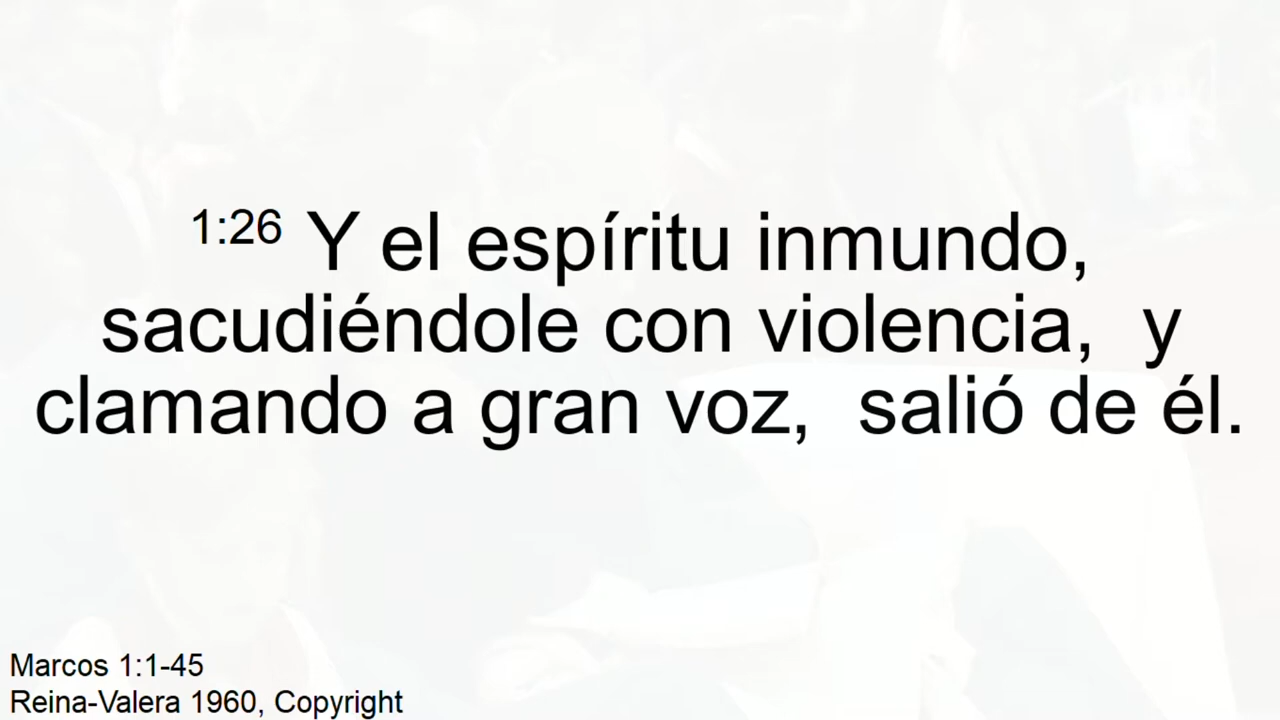 1:26 Y el espíritu inmundo,
sacudiéndole con violencia,  y
clamando a gran voz,  salió de él.
Marcos 1:1-45
Reina-Valera 1960, Copyright